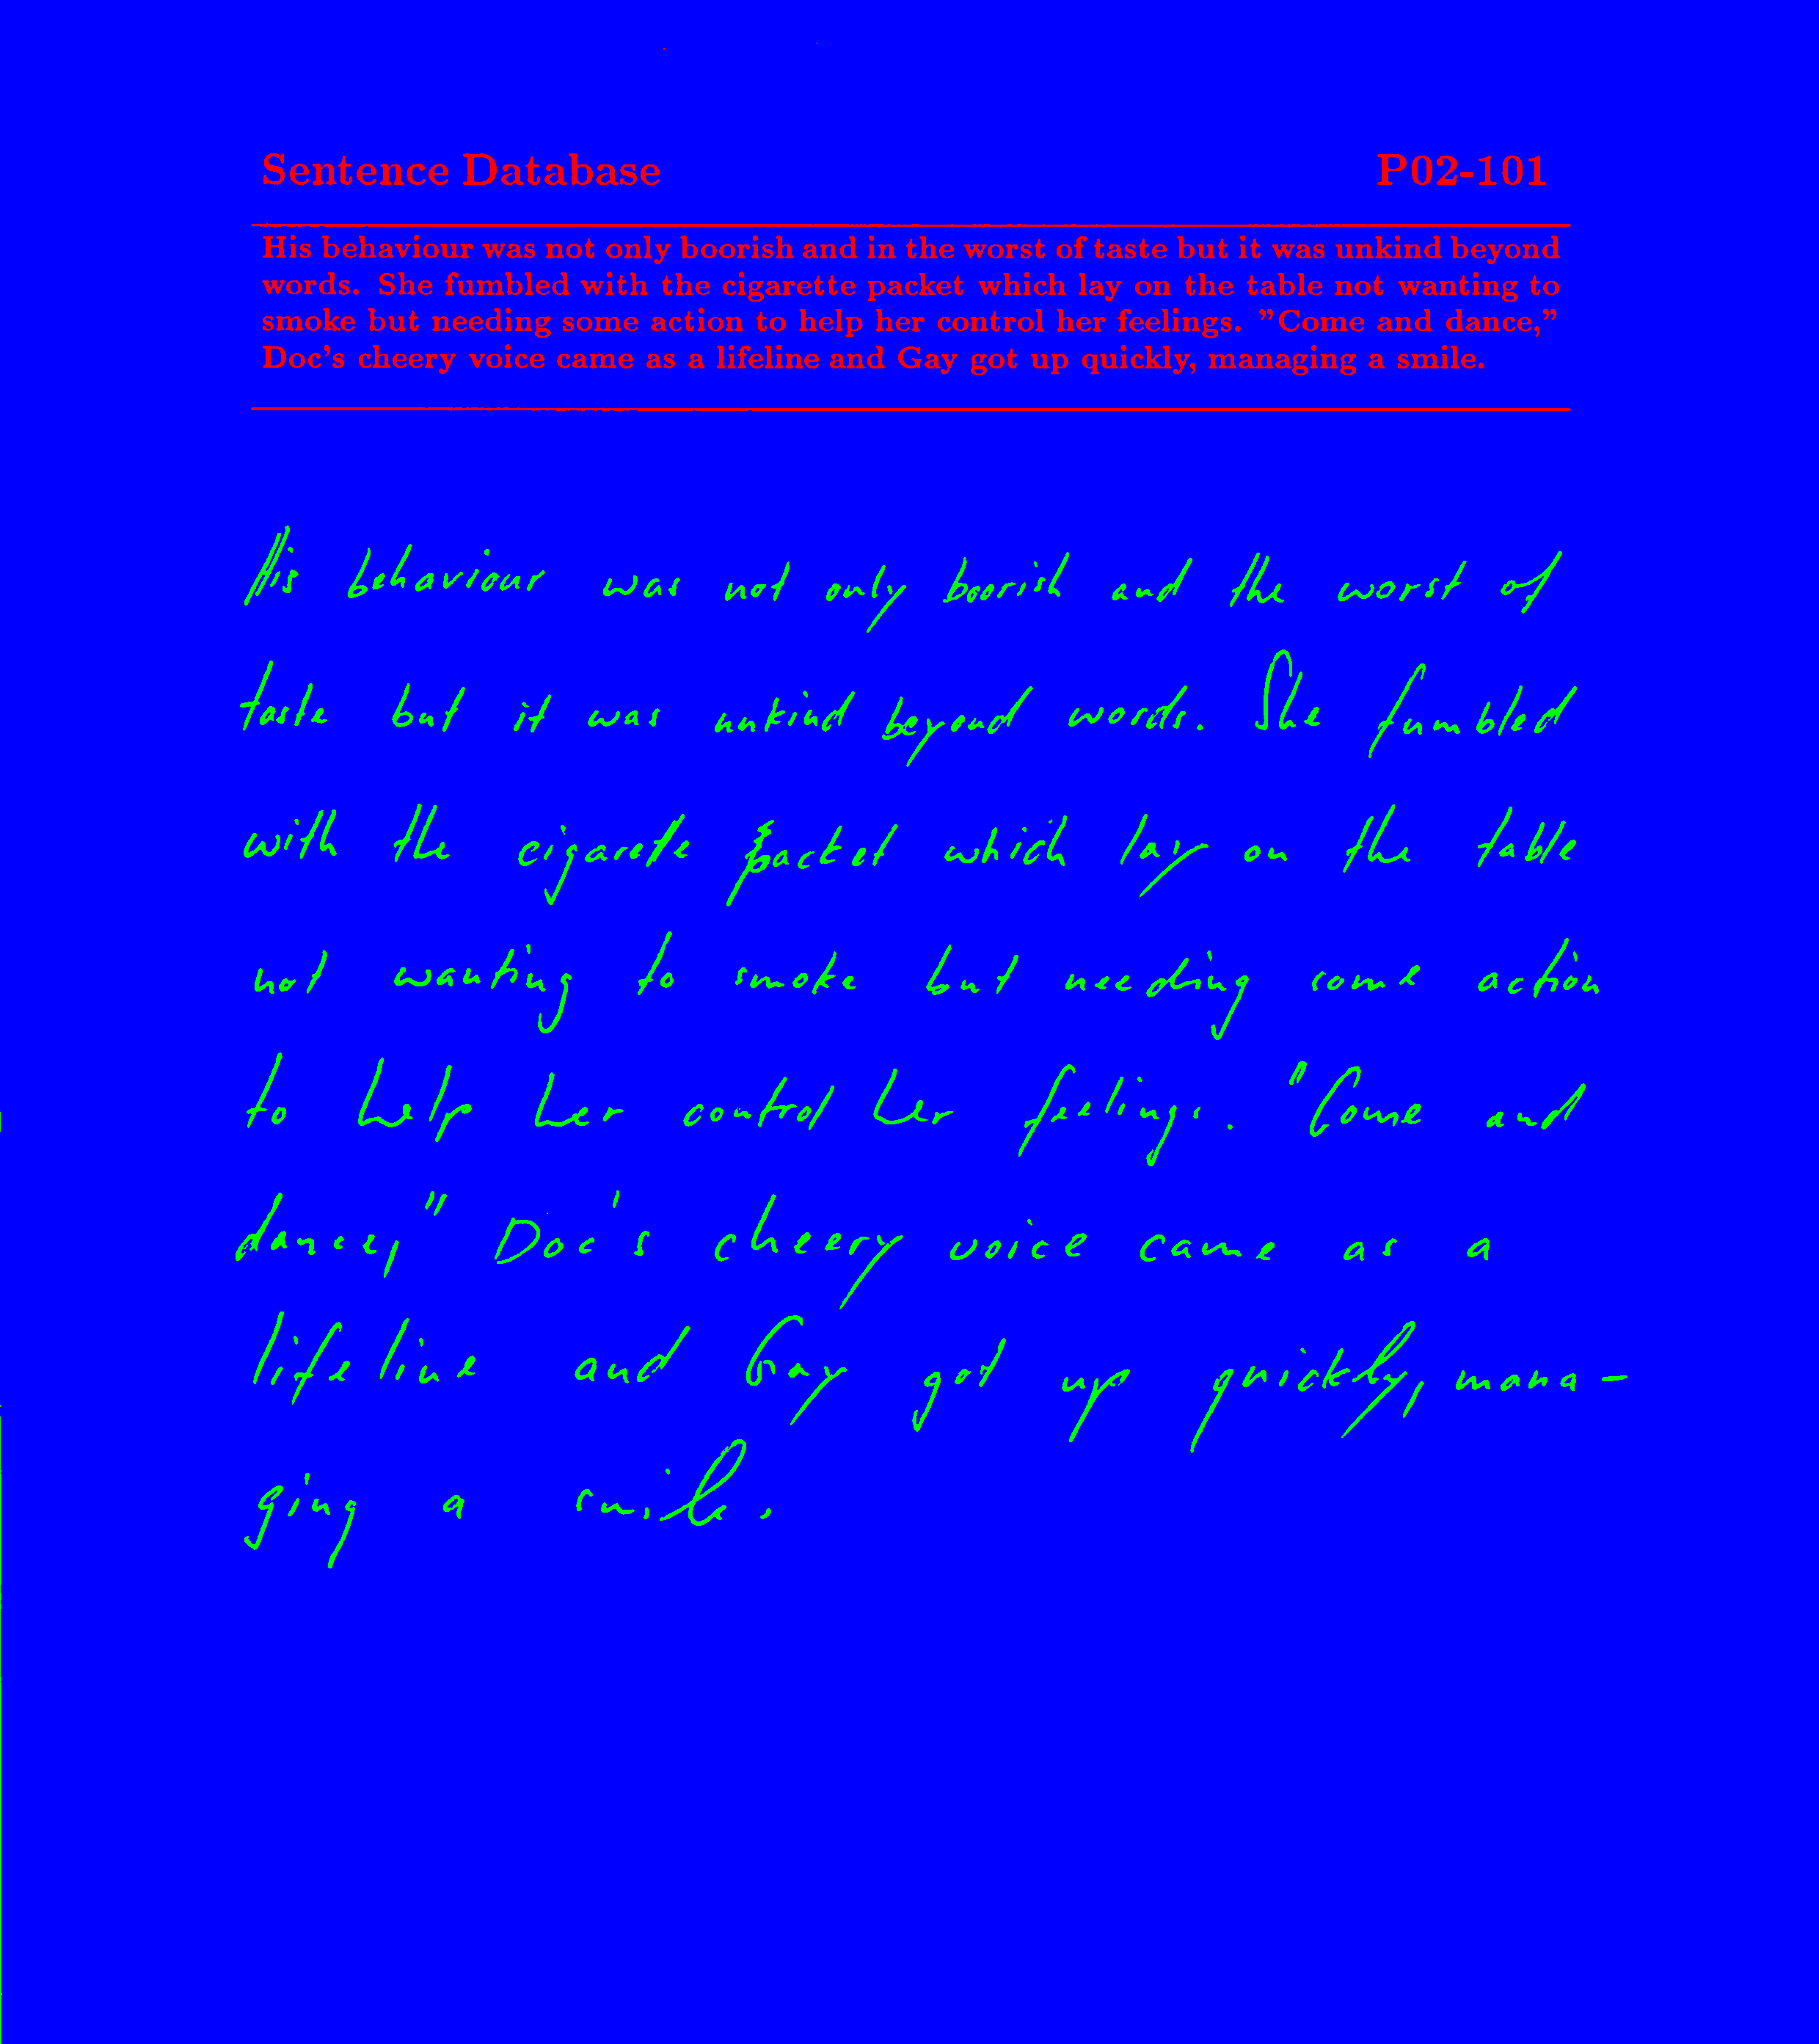 Sentence Database P02-101
His behaviour was not only boorish and in the worst of taste but it was unkind beyond
words. She fumbled with the cigarette packet which lay on the table not wanting to
smoke but needing some action to help her control her feelings. "Come and dance,"
Doc's cheery voice came as a lifeline and Gay got up quickly, managing a smile.
His behaviour was not only boorish and the worst of
taste but it was unkind beyond words. She fumbled
with the cigarette packet which lay on the table
not wanting to smoke but needing some action
to help her control her feelings. "Come and
dance," Doc's cheery voice came as a
lifeline and Gay got up quickly, mana-
ging a smile.